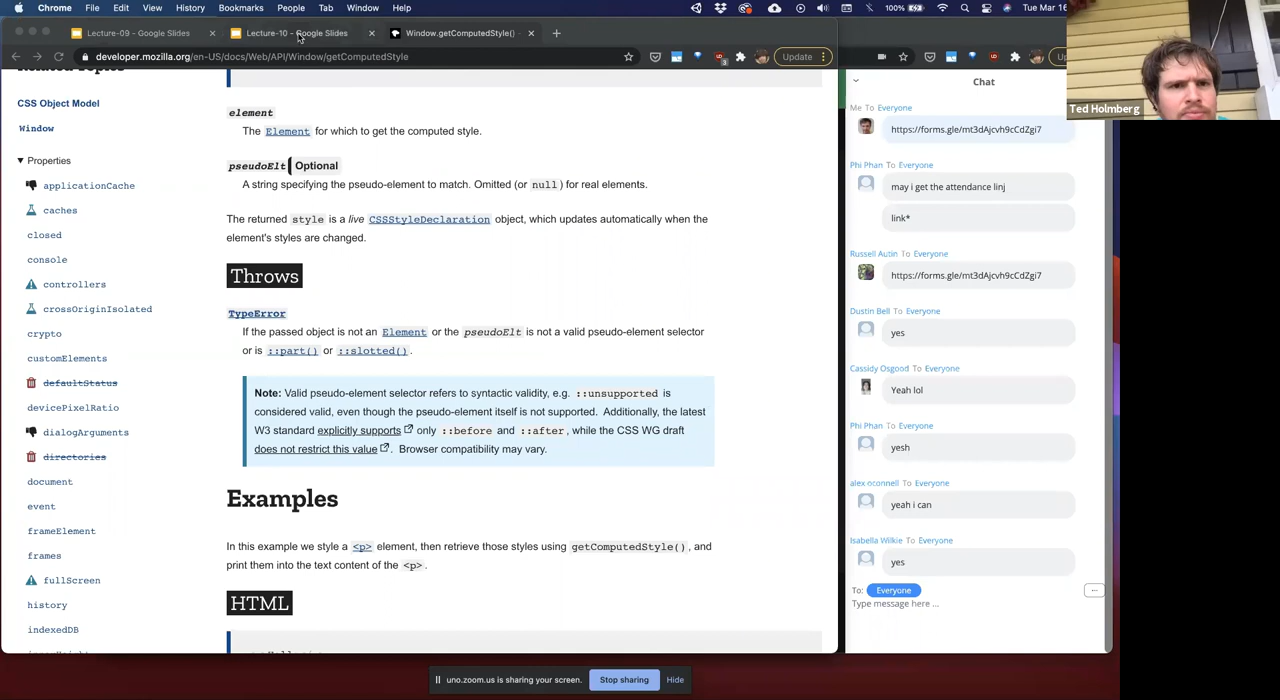 Chrome File Edit View History Bookmarks People Tab Window Help 100% Tue Mar 16
Lecture-09 - Google Slides Lecture-10 - Google Slides Window.getComputedStyle()
developer.mozilla.org/en-US/docs/Web/API/Window/getComputedStyle Update
Related Topics
CSS Object Model
Window
Properties
applicationCache
caches
closed
console
controllers
crossOriginIsolated
crypto
customElements
defaultStatus
devicePixelRatio
dialogArguments
directories
document
event
frameElement
frames
fullScreen
history
indexedDB
element
The Element for which to get the computed style.
pseudoElt Optional
A string specifying the pseudo-element to match. Omitted (or null) for real elements.
The returned style is a live CSSStyleDeclaration object, which updates automatically when the
element's styles are changed.
Throws
TypeError
If the passed object is not an Element or the pseudoElt is not a valid pseudo-element selector
or is ::part() or ::slotted().
Note: Valid pseudo-element selector refers to syntactic validity, e.g. ::unsupported is
considered valid, even though the pseudo-element itself is not supported. Additionally, the latest
W3 standard explicitly supports only ::before and ::after, while the CSS WG draft
does not restrict this value. Browser compatibility may vary.
Examples
In this example we style a <p> element, then retrieve those styles using getComputedStyle(), and
print them into the text content of the <p>.
HTML
Chat
Me To Everyone
https://forms.gle/mt3dAjcvh9cCdZgi7
Phi Phan To Everyone
may i get the attendance linj
link*
Russell Autin To Everyone
https://forms.gle/mt3dAjcvh9cCdZgi7
Dustin Bell To Everyone
yes
Cassidy Osgood To Everyone
Yeah lol
Phi Phan To Everyone
yesh
alex oconnell To Everyone
yeah i can
Isabella Wilkie To Everyone
yes
To: Everyone
Type message here ...
Ted Holmberg
uno.zoom.us is sharing your screen. Stop sharing Hide